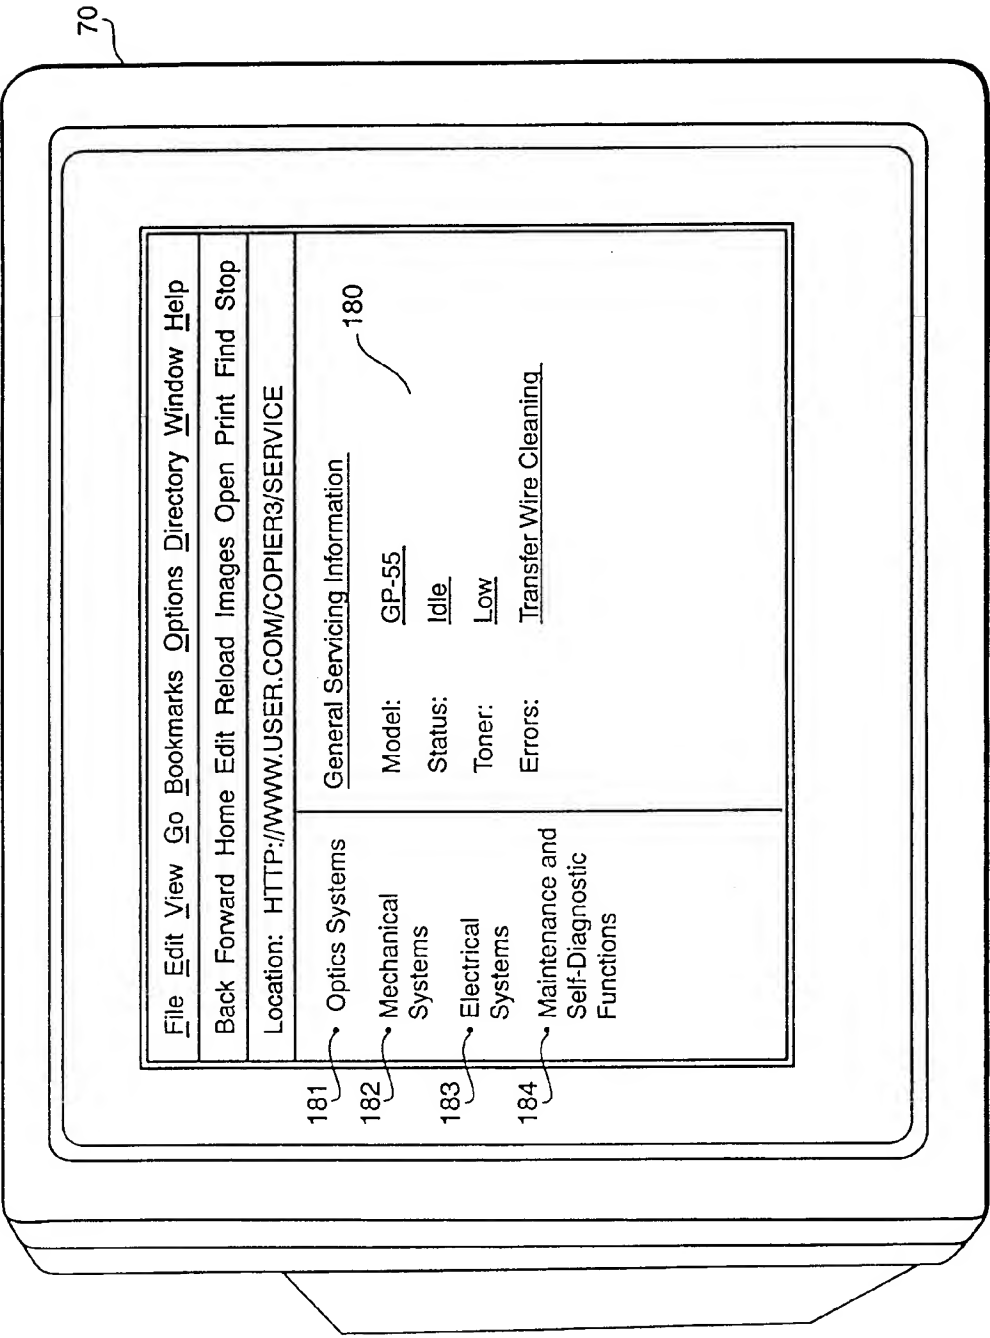 70
File Edit View Go Bookmarks Options Directory Window Help
Back Forward Home Edit Reload Images Open Print Find Stop
Location: HTTP://WWW.USER.COM/COPIER3/SERVICE
181
Optics Systems
182
Mechanical
Systems
183
Electrical
Systems
184
Maintenance and
Self-Diagnostic
Functions
General Servicing Information
180
Model: GP-55
Status: Idle
Toner: Low
Errors: Transfer Wire Cleaning